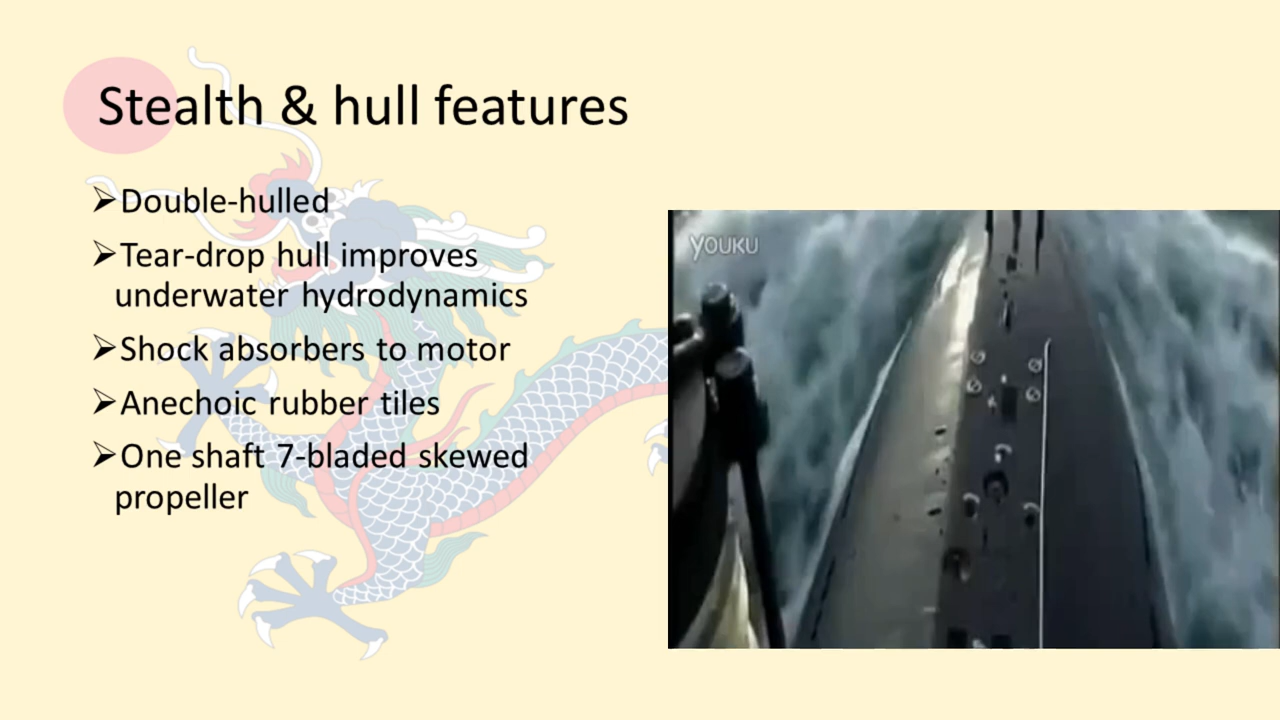 Stealth & hull features
➢Double-hulled
➢Tear-drop hull improves
underwater hydrodynamics
➢Shock absorbers to motor
➢Anechoic rubber tiles
➢One shaft 7-bladed skewed
propeller
YOUKU